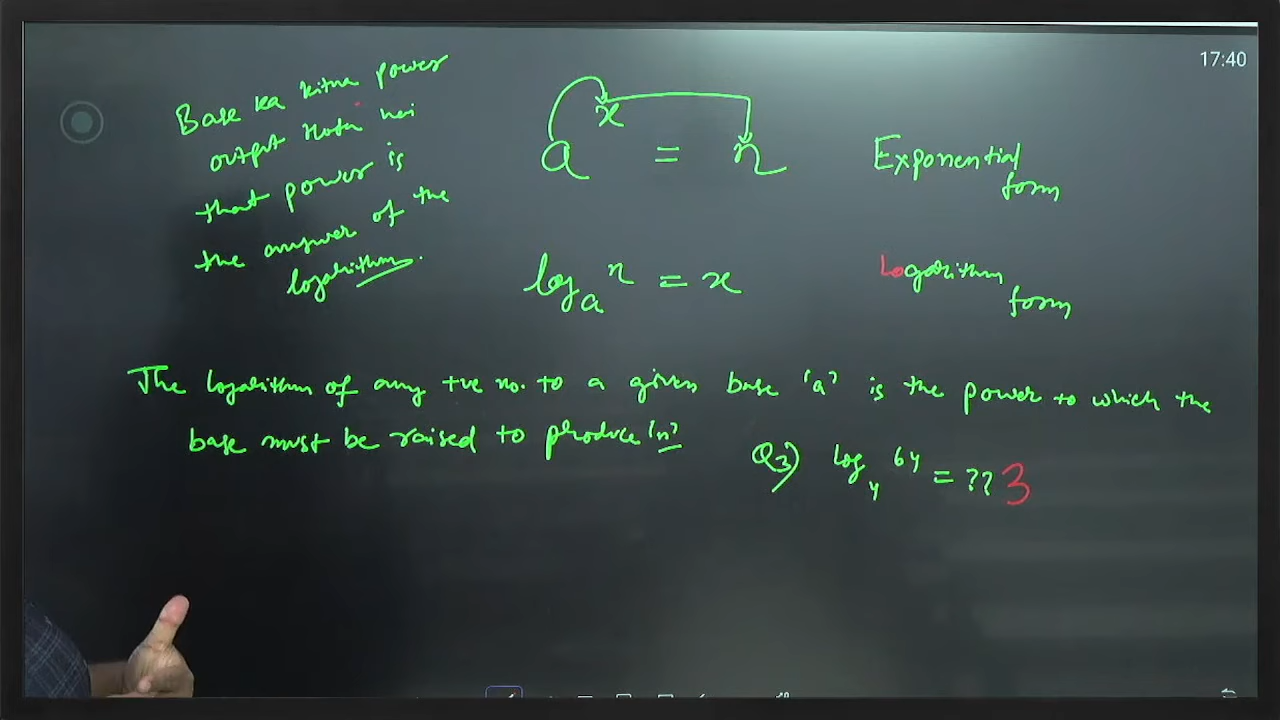 17:40
Base ka kitna power
output hota hai
that power is
the answer of the
logarithm.
a^x = n
Exponential
form
log_a n = x
Logarithm
form
The logarithm of any +ve no. to a given base 'a' is the power to which the
base must be raised to produce 'n'
Q3) log_4 64 = ?? 3